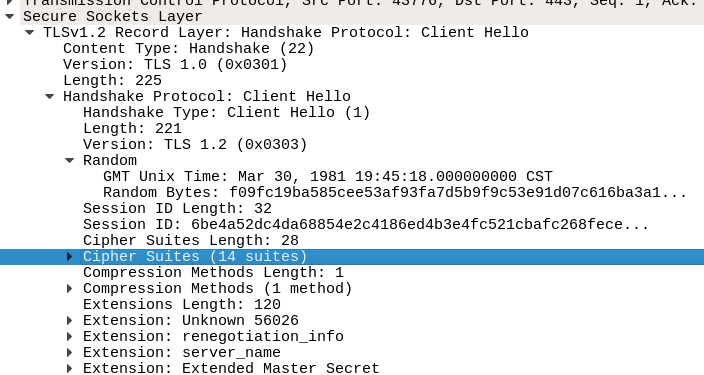 Transmission Control Protocol, Src Port: 43776, Dst Port: 443, Seq: 1, Ack:
Secure Sockets Layer
TLSv1.2 Record Layer: Handshake Protocol: Client Hello
Content Type: Handshake (22)
Version: TLS 1.0 (0x0301)
Length: 225
Handshake Protocol: Client Hello
Handshake Type: Client Hello (1)
Length: 221
Version: TLS 1.2 (0x0303)
Random
GMT Unix Time: Mar 30, 1981 19:45:18.000000000 CST
Random Bytes: f09fc19ba585cee53af93fa7d5b9f9c53e91d07c616ba3a1...
Session ID Length: 32
Session ID: 6be4a52dc4da68854e2c4186ed4b3e4fc521cbafc268fece...
Cipher Suites Length: 28
Cipher Suites (14 suites)
Compression Methods Length: 1
Compression Methods (1 method)
Extensions Length: 120
Extension: Unknown 56026
Extension: renegotiation_info
Extension: server_name
Extension: Extended Master Secret